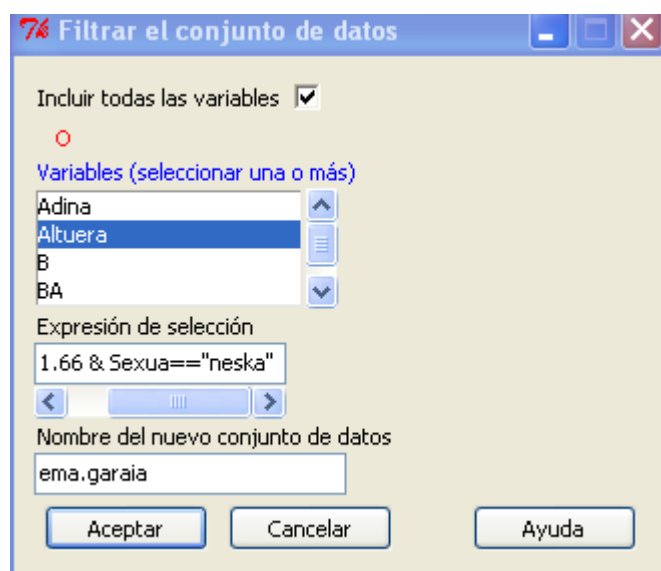 Filtrar el conjunto de datos
Incluir todas las variables
O
Variables (seleccionar una o más)
Adina
Altuera
B
BA
Expresión de selección
1.66 & Sexua=="neska"
Nombre del nuevo conjunto de datos
ema.garaia
Aceptar Cancelar Ayuda